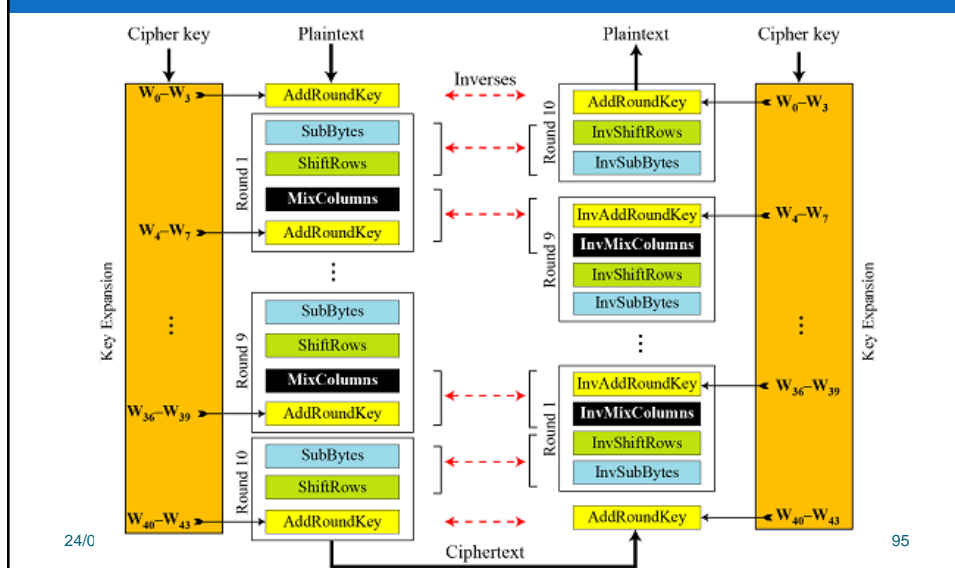 Cipher key
Plaintext
Plaintext
Cipher key
Inverses
W0–W3
AddRoundKey
AddRoundKey
W0–W3
Round 1
SubBytes
ShiftRows
MixColumns
AddRoundKey
W4–W7
Round 10
InvShiftRows
InvSubBytes
Round 9
InvAddRoundKey
InvMixColumns
InvShiftRows
InvSubBytes
W4–W7
⋮
⋮
⋮
⋮
Key Expansion
Key Expansion
Round 9
SubBytes
ShiftRows
MixColumns
AddRoundKey
W36–W39
Round 1
InvAddRoundKey
InvMixColumns
InvShiftRows
InvSubBytes
W36–W39
Round 10
SubBytes
ShiftRows
AddRoundKey
W40–W43
AddRoundKey
W40–W43
24/0
Ciphertext
95